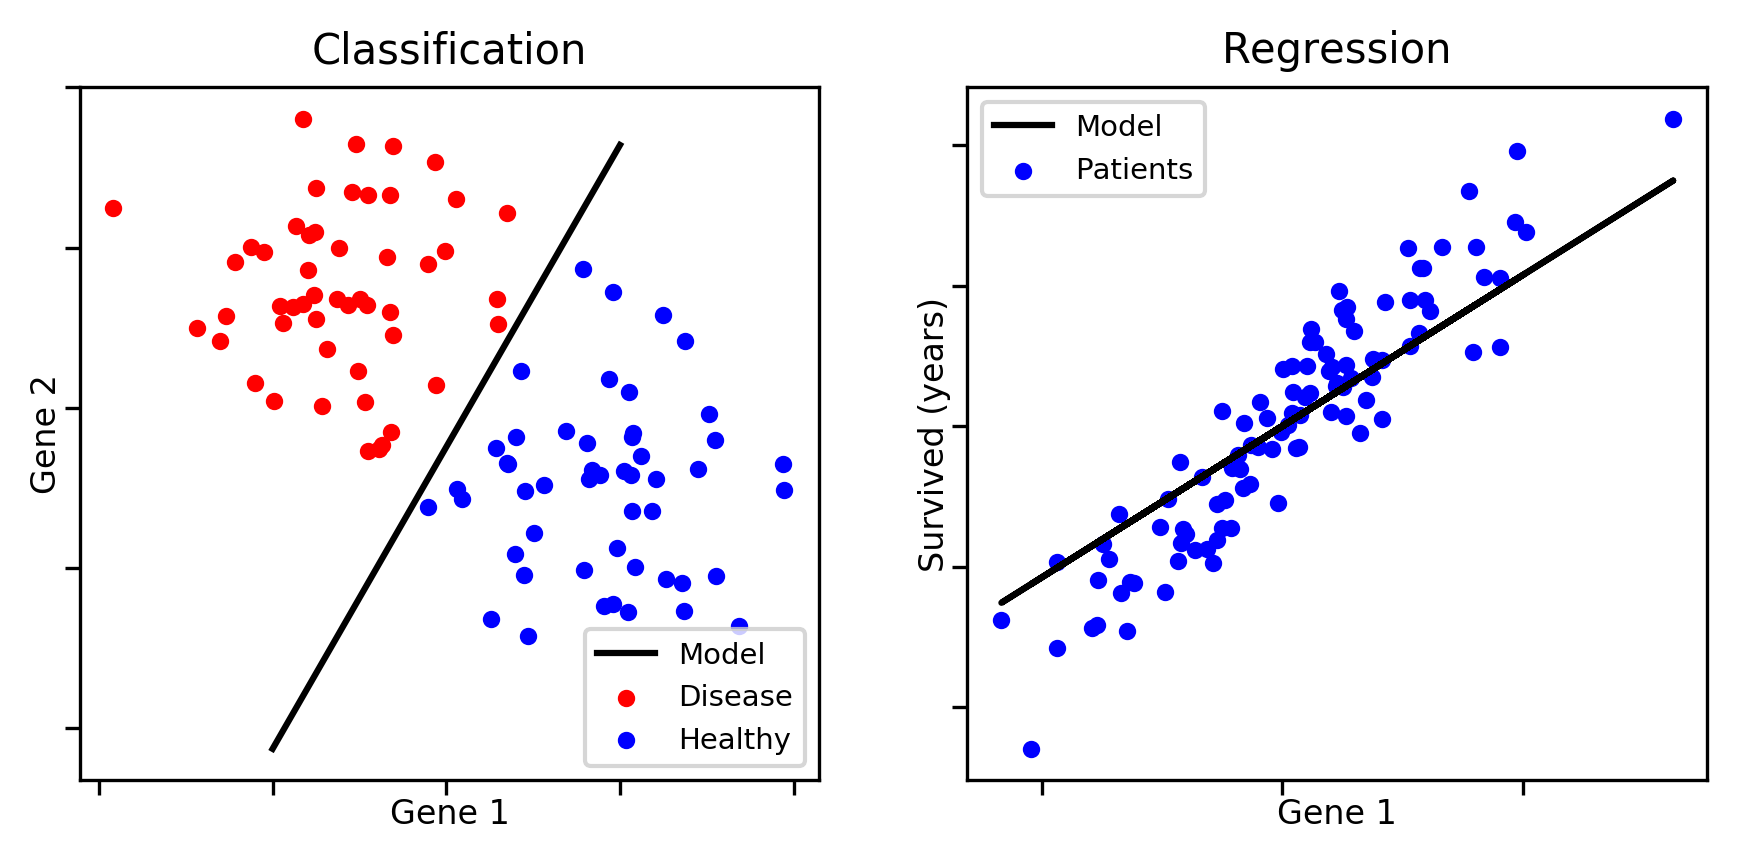 Classification
Gene 2
Model
Disease
Healthy
Gene 1
Regression
Model
Patients
Survived (years)
Gene 1